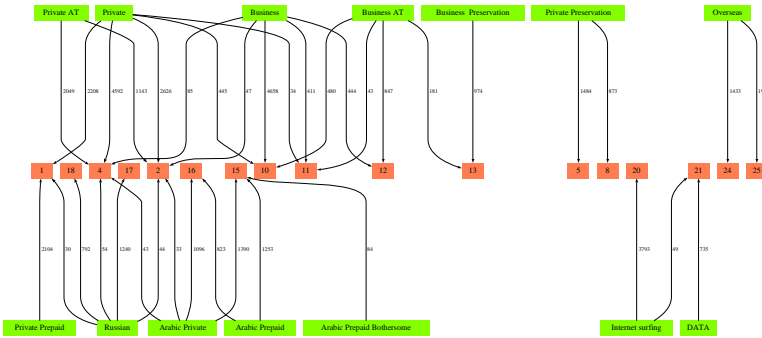 Private AT Private Business Business AT Business Preservation Private Preservation Overseas
2049 2208 4592 1143 2626 85 445 47 4658 34 411 480 444 43 847 181 974 1484 873 1433
1 18 4 17 2 16 15 10 11 12 13 5 8 20 21 24 25
2104 30 792 54 1240 44 43 33 1096 823 1390 1253 84 3793 49 735
Private Prepaid Russian Arabic Private Arabic Prepaid Arabic Prepaid Bothersome Internet surfing DATA